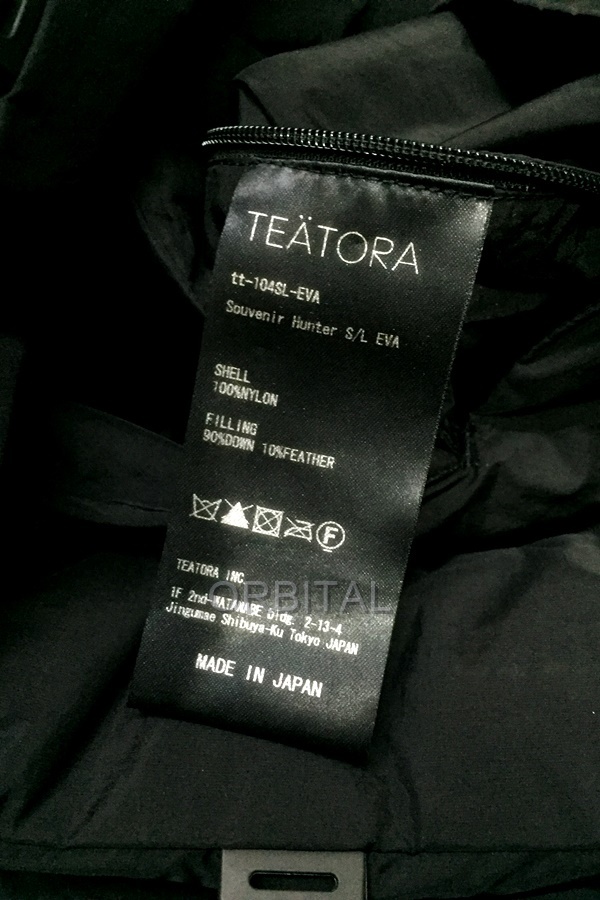 TEÄTORA
tt-104SL-EVA
Souvenir Hunter S/L EVA
SHELL
100%NYLON
FILLING
90%DOWN 10%FEATHER
F
TEATORA INC
1F 2nd-WATANABE Bldg. 2-13-4
Jingumae Shibuya-Ku Tokyo JAPAN
ORBITAL
MADE IN JAPAN